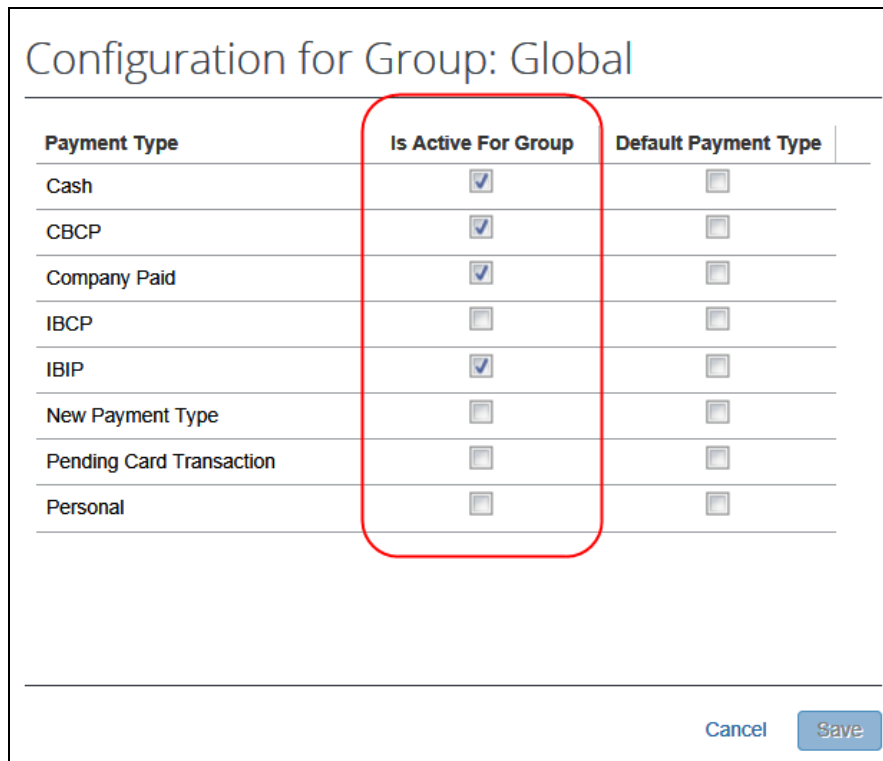 Configuration for Group: Global
Payment Type Is Active For Group Default Payment Type
Cash
CBCP
Company Paid
IBCP
IBIP
New Payment Type
Pending Card Transaction
Personal
Cancel Save